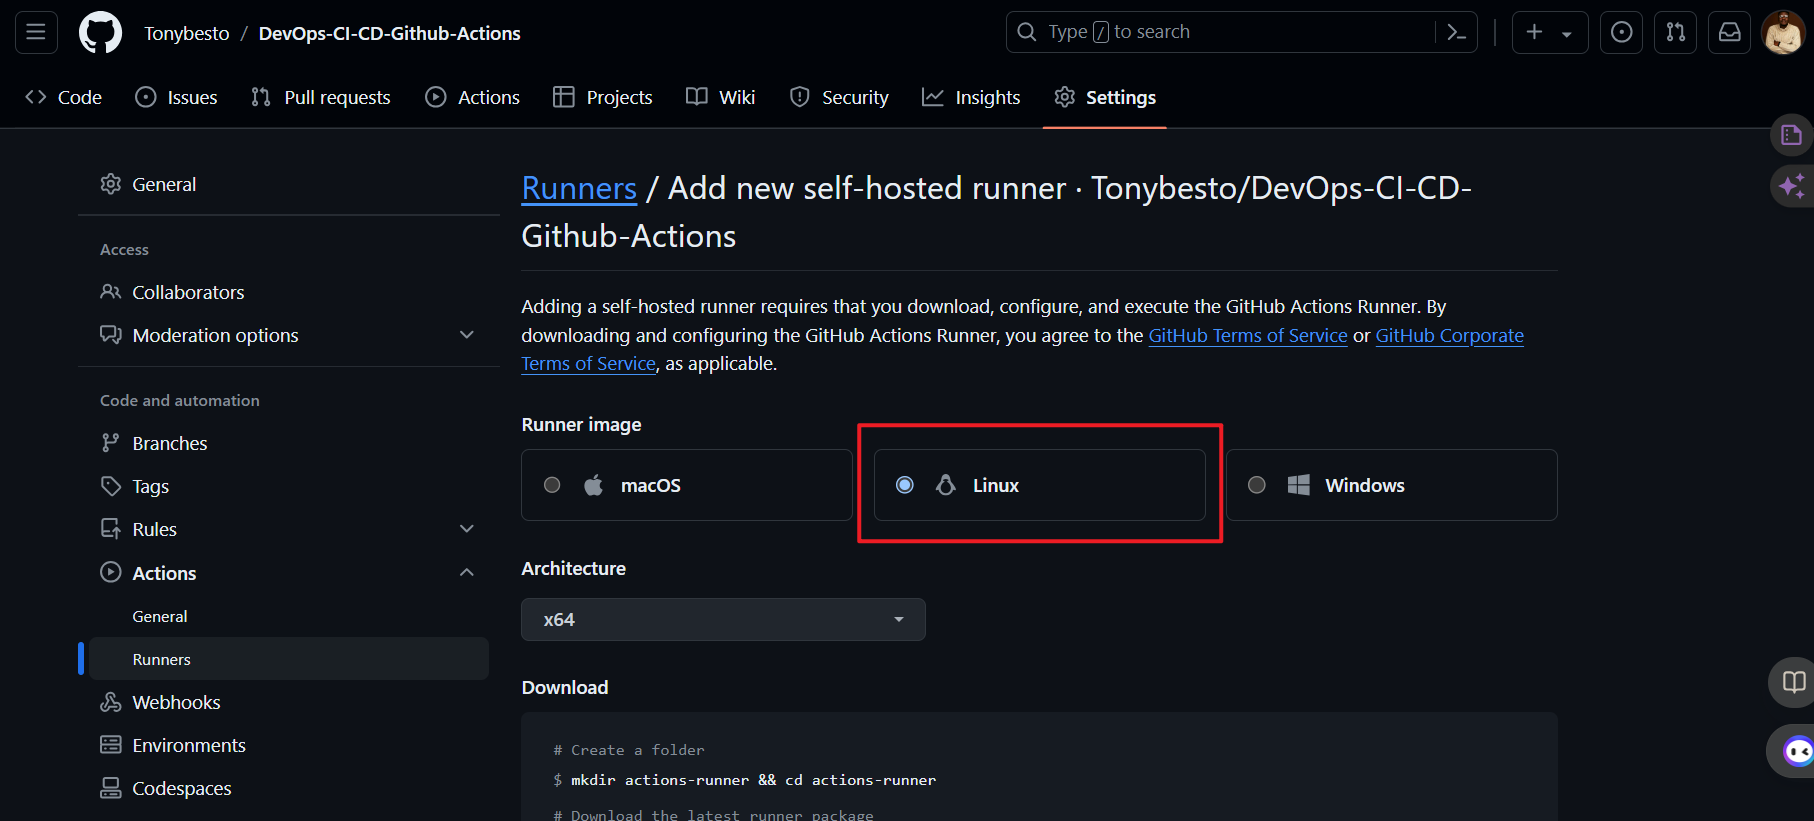 Tonybesto / DevOps-CI-CD-Github-Actions
Type / to search
Code
Issues
Pull requests
Actions
Projects
Wiki
Security
Insights
Settings
General
Access
Collaborators
Moderation options
Code and automation
Branches
Tags
Rules
Actions
General
Runners
Webhooks
Environments
Codespaces
Runners / Add new self-hosted runner · Tonybesto/DevOps-CI-CD-
Github-Actions
Adding a self-hosted runner requires that you download, configure, and execute the GitHub Actions Runner. By
downloading and configuring the GitHub Actions Runner, you agree to the GitHub Terms of Service or GitHub Corporate
Terms of Service, as applicable.
Runner image
macOS
Linux
Windows
Architecture
x64
Download
# Create a folder
$ mkdir actions-runner && cd actions-runner
# Download the latest runner package